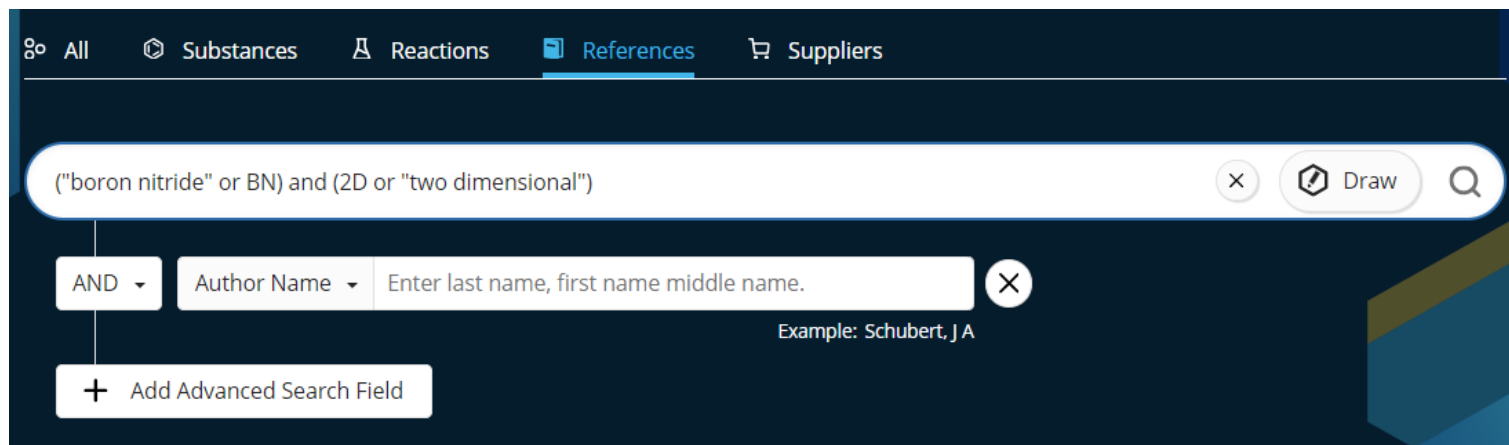 All Substances Reactions References Suppliers
("boron nitride" or BN) and (2D or "two dimensional") Draw
AND Author Name Enter last name, first name middle name.
Example: Schubert, J A
Add Advanced Search Field